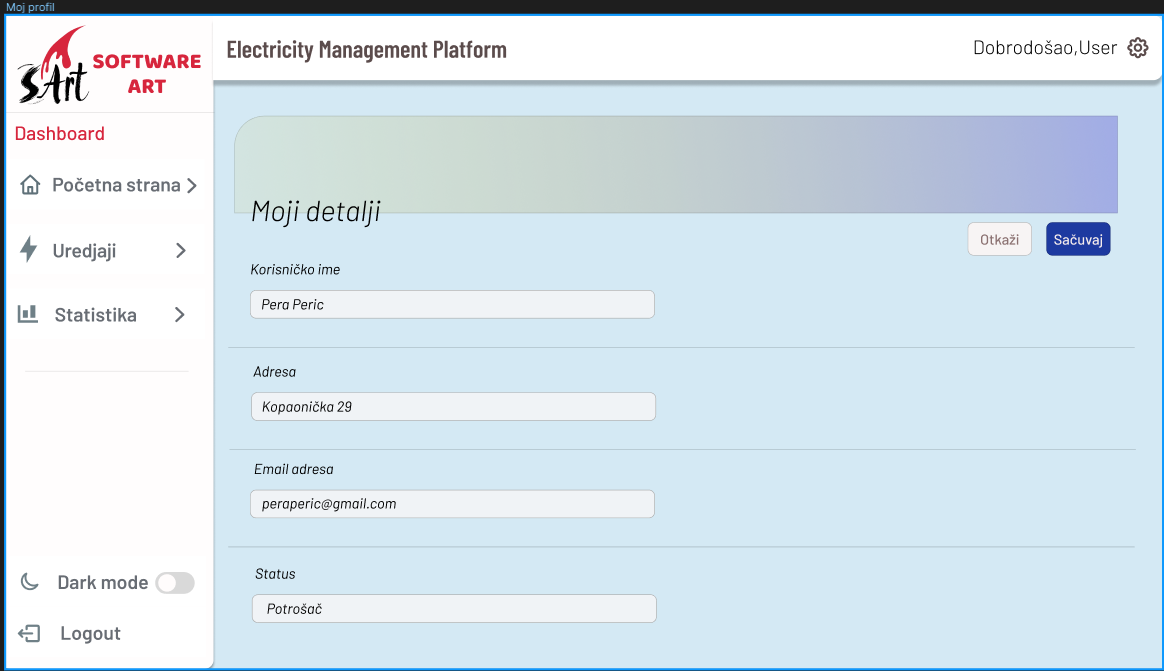 Moj profil
sArt
SOFTWARE
ART
Electricity Management Platform
Dobrodošao,User
Dashboard
Početna strana
Uredjaji
Statistika
Dark mode
Logout
Moji detalji
Otkaži
Sačuvaj
Korisničko ime
Pera Peric
Adresa
Kopaonička 29
Email adresa
peraperic@gmail.com
Status
Potrošač